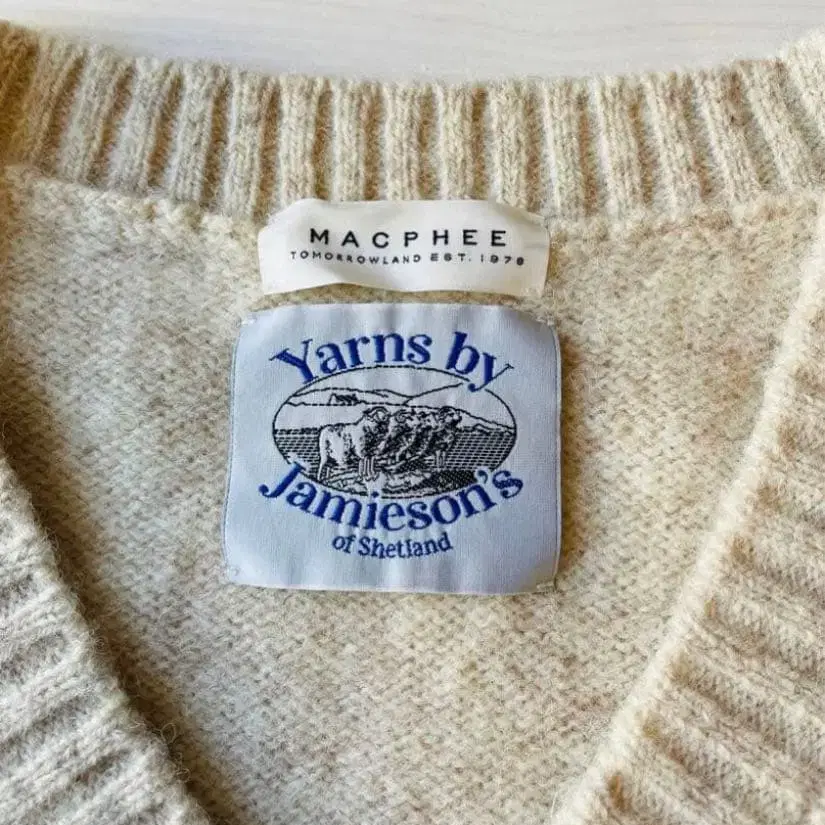 MACPHEE
TOMORROWLAND EST. 1978
Yarns by
Jamieson's
of Shetland